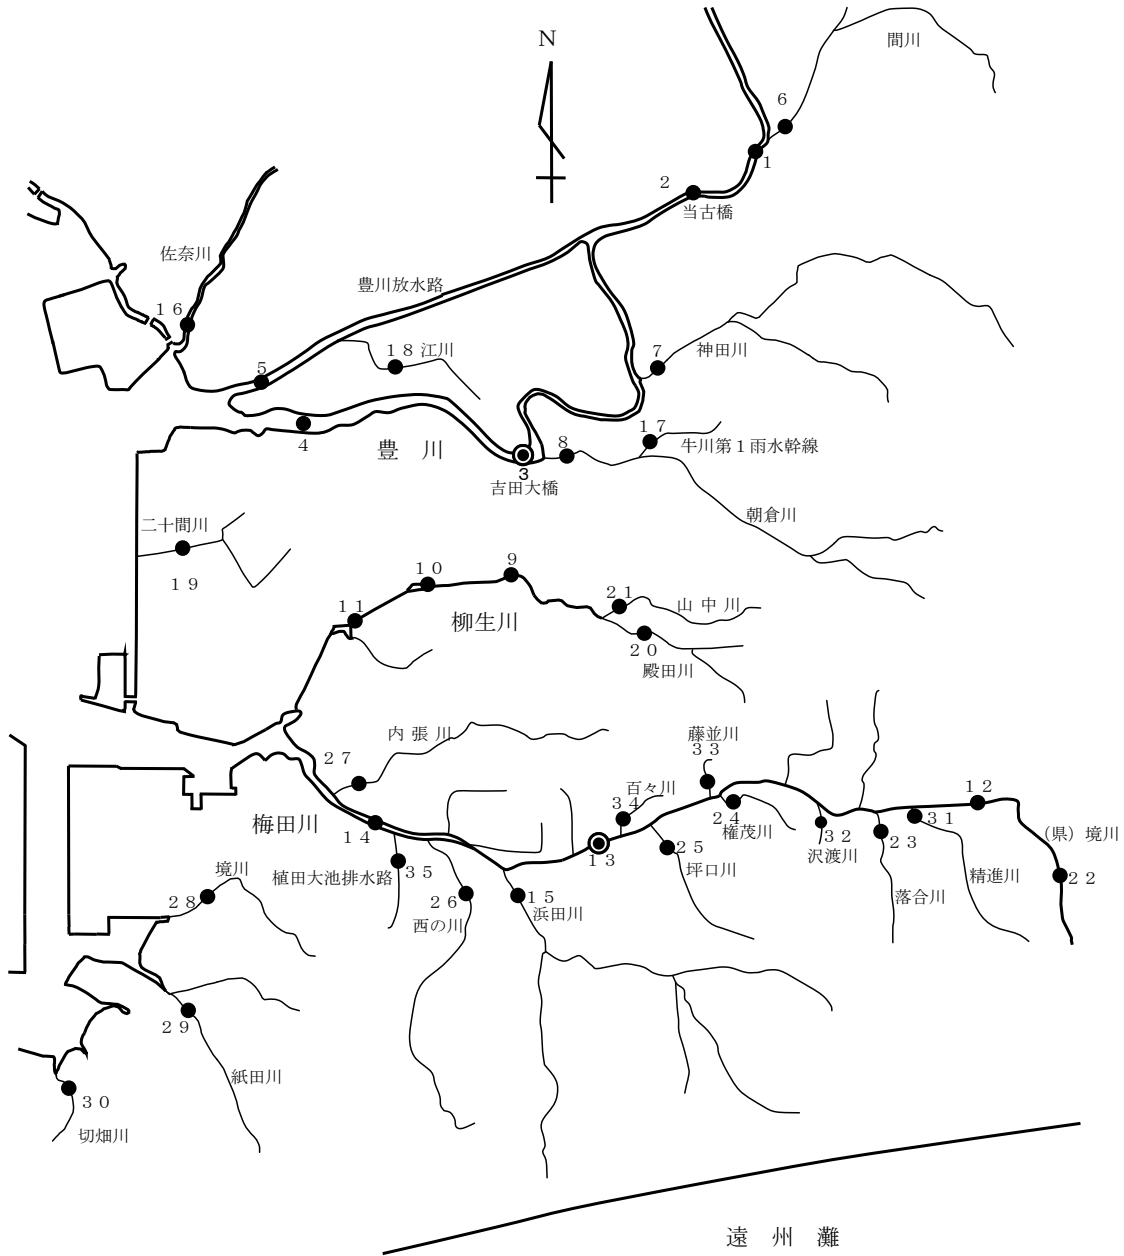 N
間川
６
１
２
当古橋
佐奈川
豊川放水路
１６
１８ 江川
７
神田川
５
１７
牛川第１雨水幹線
４
豊　川
８
3
吉田大橋
朝倉川
二十間川
１９
１０
９
１１
柳生川
２１
山 中 川
２０
殿田川
内 張 川
２７
藤並川
３３
百々川
３４
１２
梅田川
１４
２４
権茂川
３１
（県）境川
１３
２５
３２
沢渡川
２３
坪口川
境川
植田大池排水路
３５
精進川
２２
２８
２６
１５
浜田川
落合川
西の川
２９
紙田川
３０
切畑川
遠　州　灘